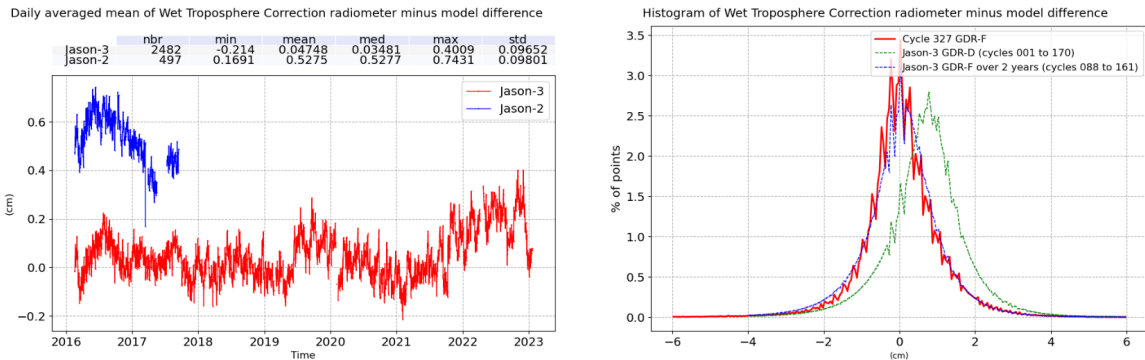 Daily averaged mean of Wet Troposphere Correction radiometer minus model difference
nbr min mean med max std
Jason-3 2482 -0.214 0.04748 0.03481 0.4009 0.09652
Jason-2 497 0.1691 0.5275 0.5277 0.7431 0.09801
Jason-3
Jason-2
0.6
0.4
0.2
0.0
−0.2
(cm)
2016 2017 2018 2019 2020 2021 2022 2023
Time
Histogram of Wet Troposphere Correction radiometer minus model difference
Cycle 327 GDR-F
Jason-3 GDR-D (cycles 001 to 170)
Jason-3 GDR-F over 2 years (cycles 088 to 161)
3.5
3.0
2.5
2.0
1.5
1.0
0.5
0.0
% of points
−6 −4 −2 0 2 4 6
(cm)